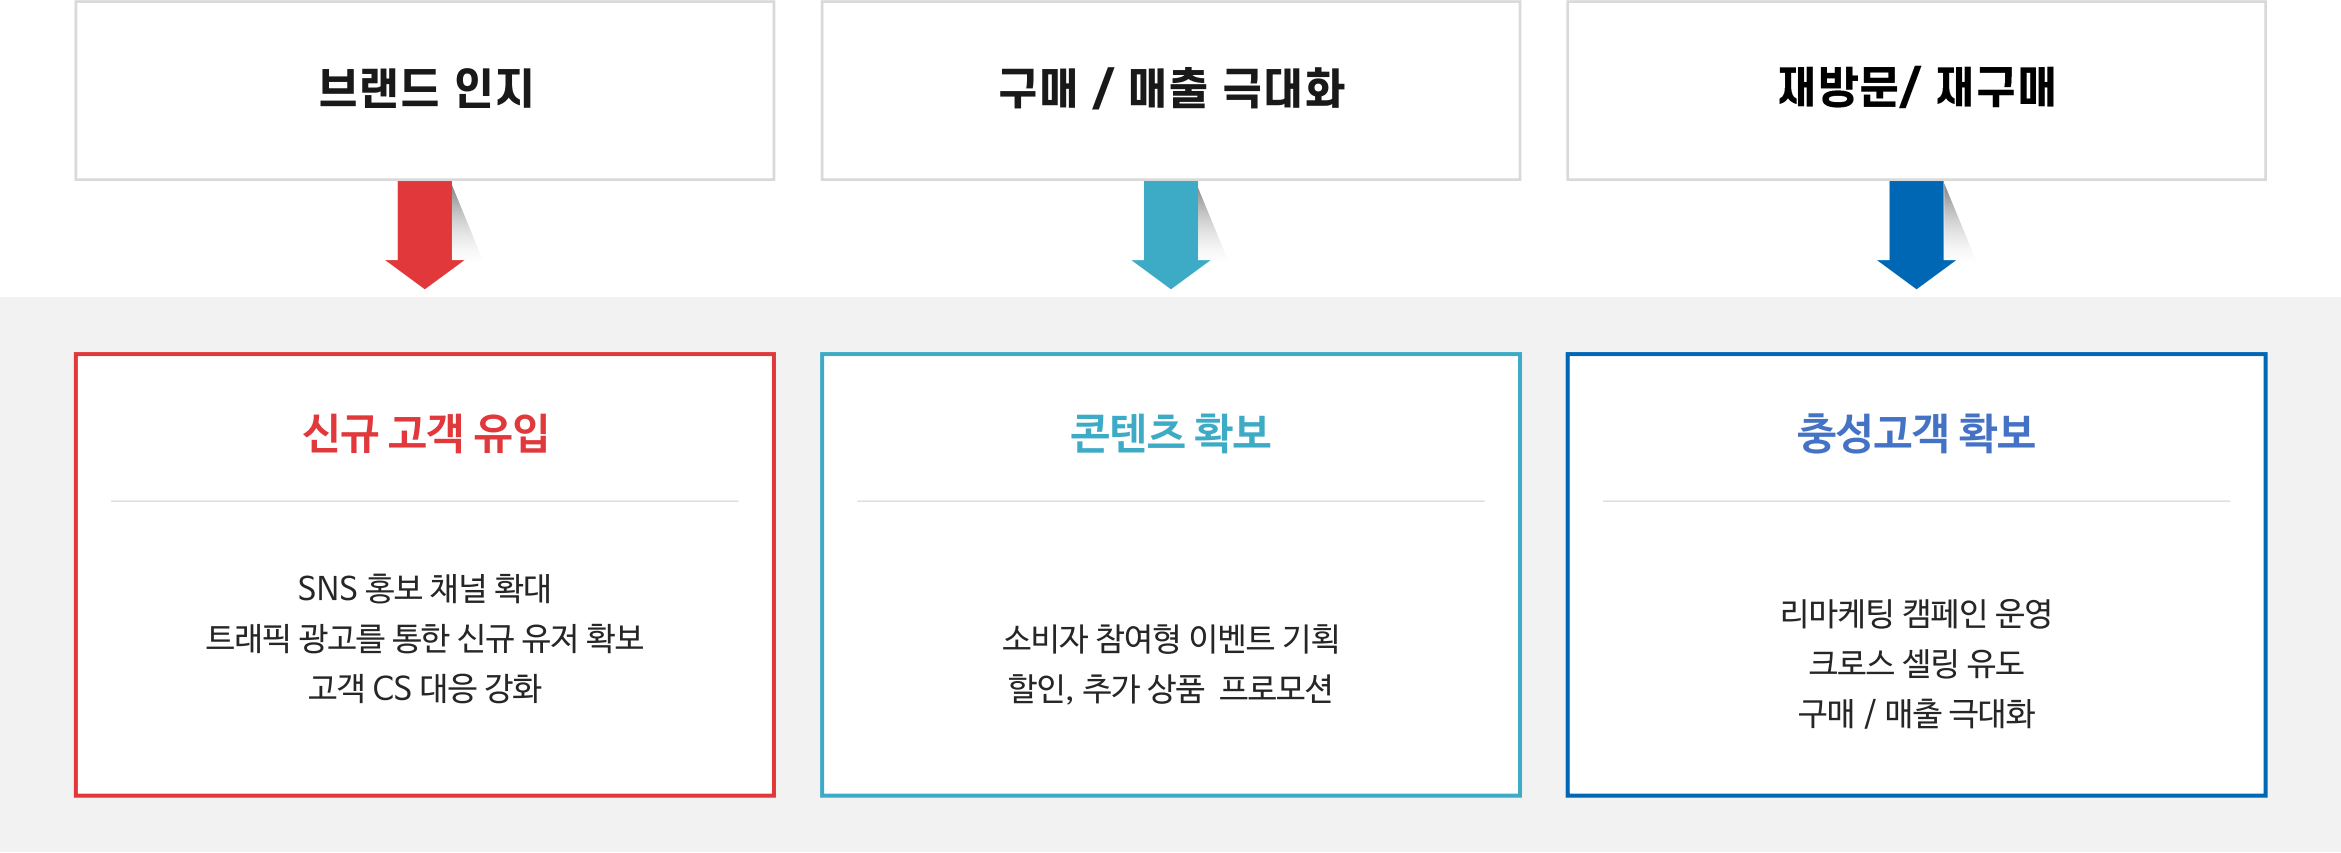 브랜드 인지
구매 / 매출 극대화
재방문/ 재구매
신규 고객 유입
SNS 홍보 채널 확대
트래픽 광고를 통한 신규 유저 확보
고객 CS 대응 강화
콘텐츠 확보
소비자 참여형 이벤트 기획
할인, 추가 상품 프로모션
충성고객 확보
리마케팅 캠페인 운영
크로스 셀링 유도
구매 / 매출 극대화